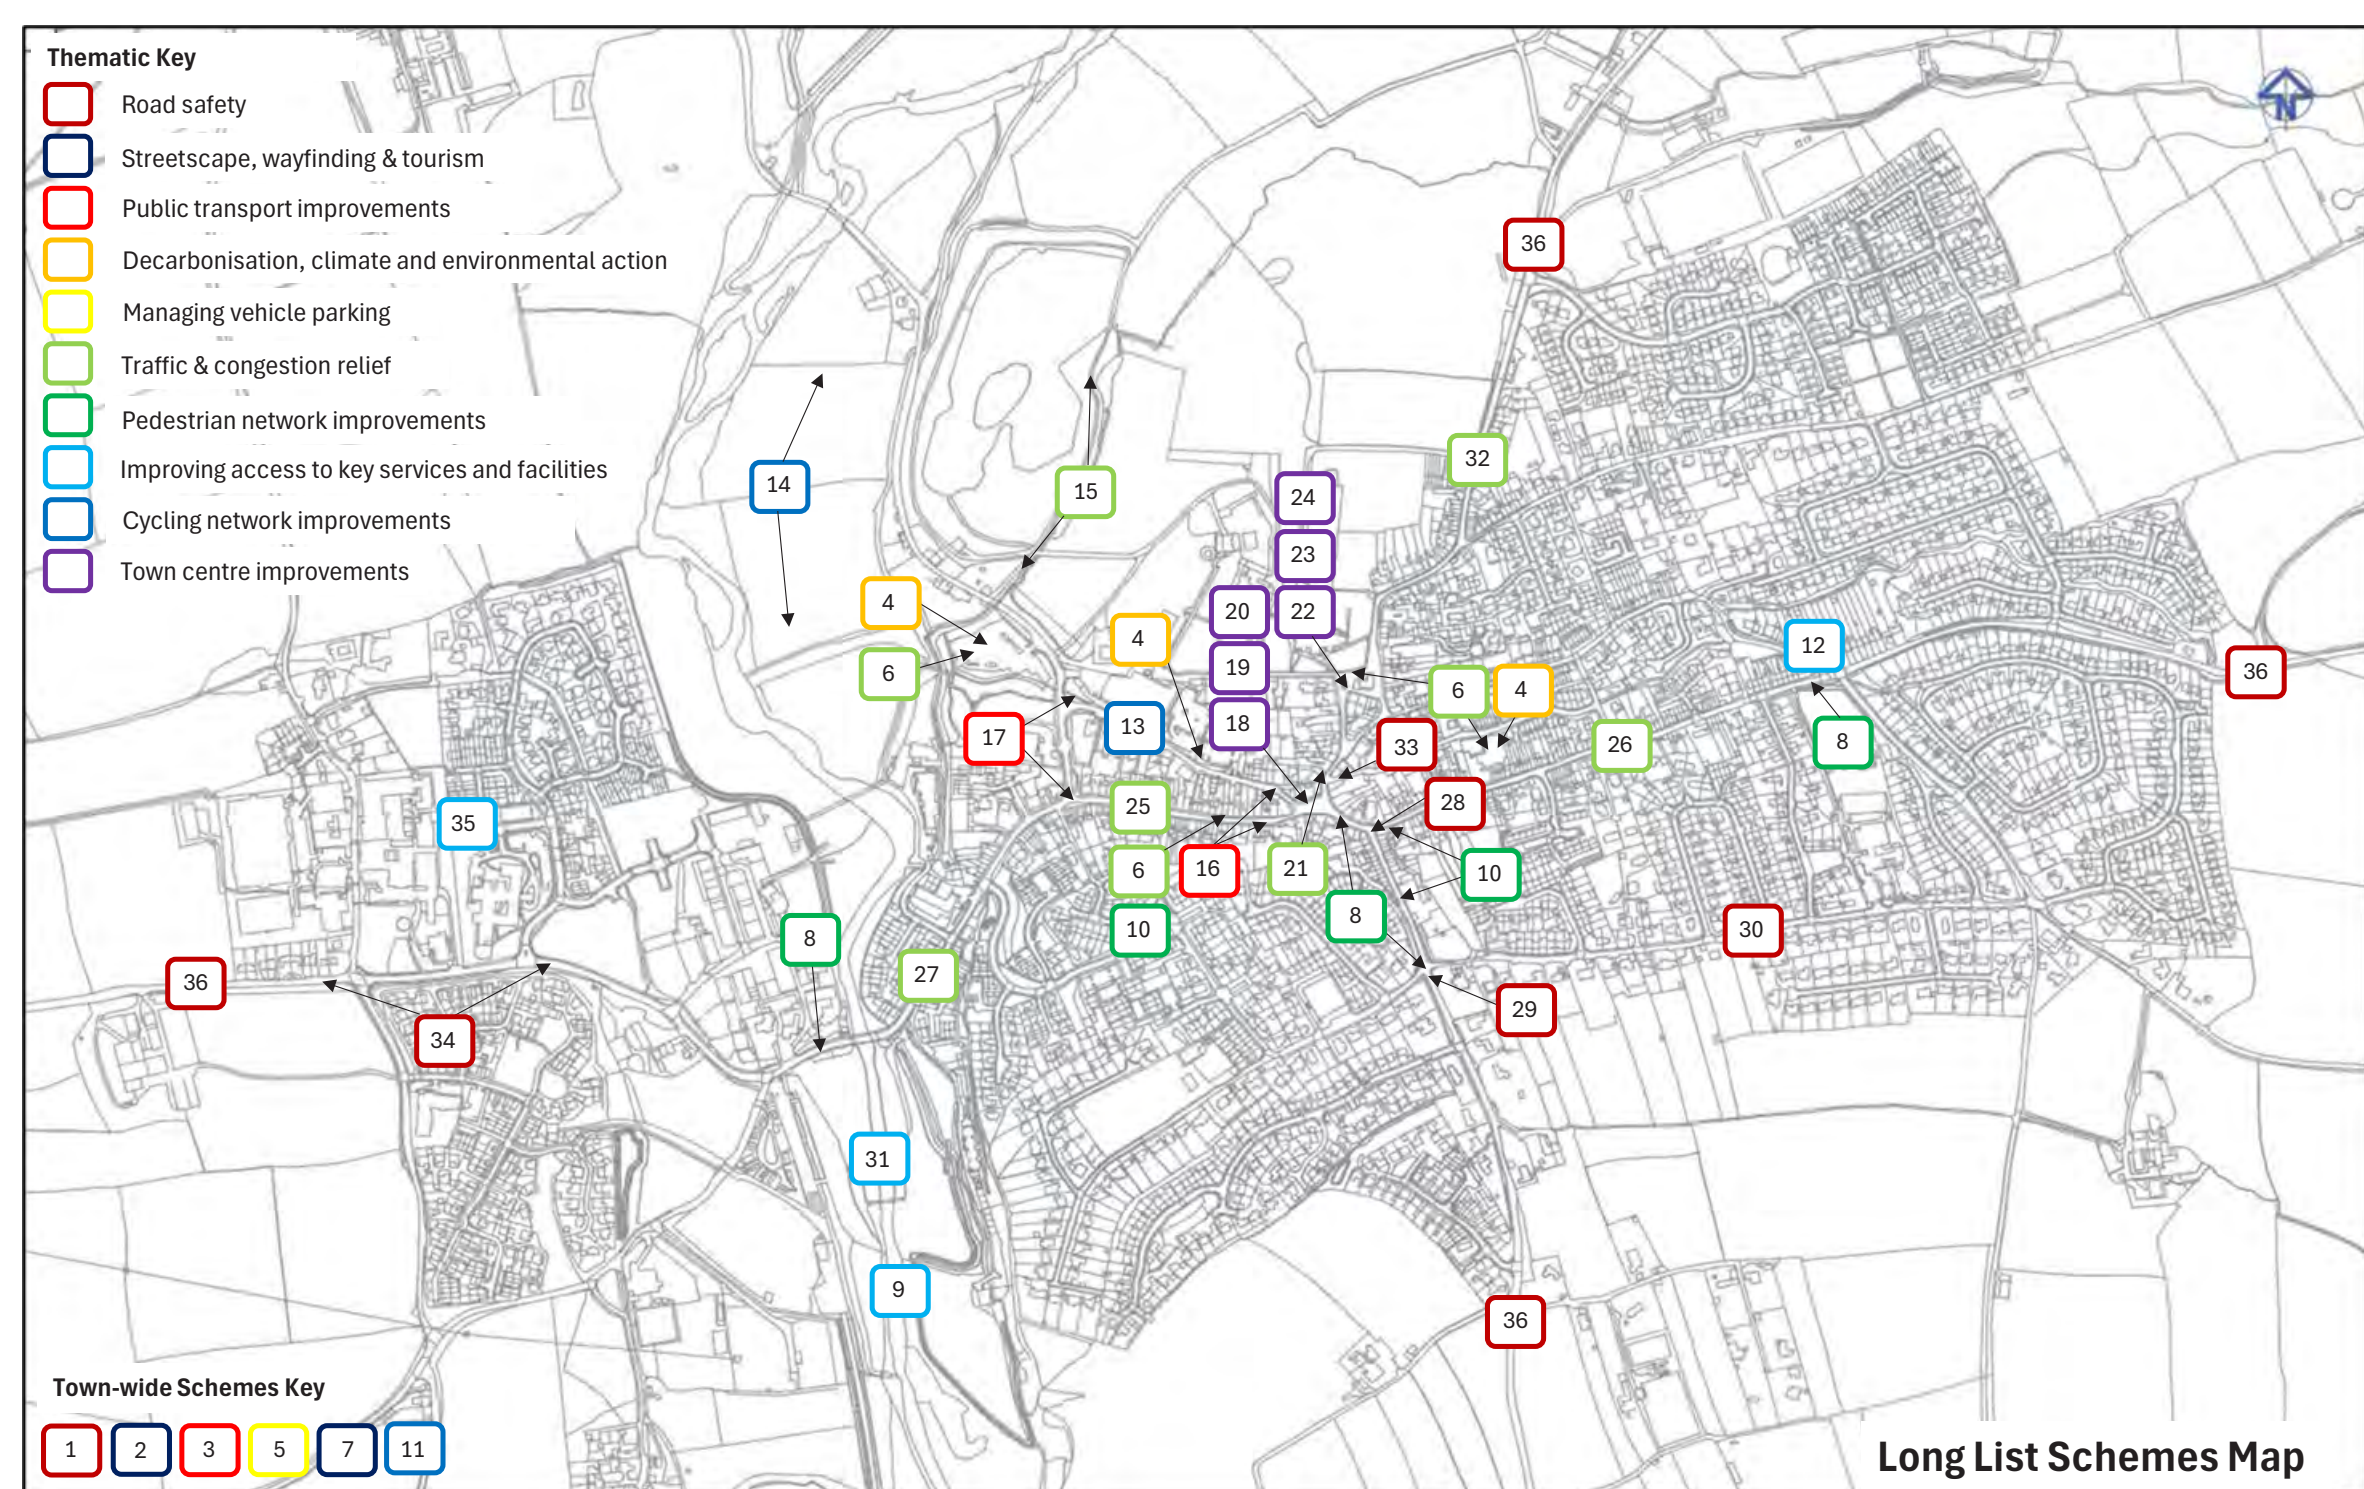 Thematic Key
Road safety
Streetscape, wayfinding & tourism
Public transport improvements
Decarbonisation, climate and environmental action
Managing vehicle parking
Traffic & congestion relief
Pedestrian network improvements
Improving access to key services and facilities
Cycling network improvements
Town centre improvements
N
36
32
14
15
24
23
22
20
19
18
4
6
4
13
17
6
4
12
36
8
26
33
28
35
25
6
16
21
10
10
8
30
8
27
36
34
29
31
9
36
Town-wide Schemes Key
1 2 3 5 7 11
Long List Schemes Map